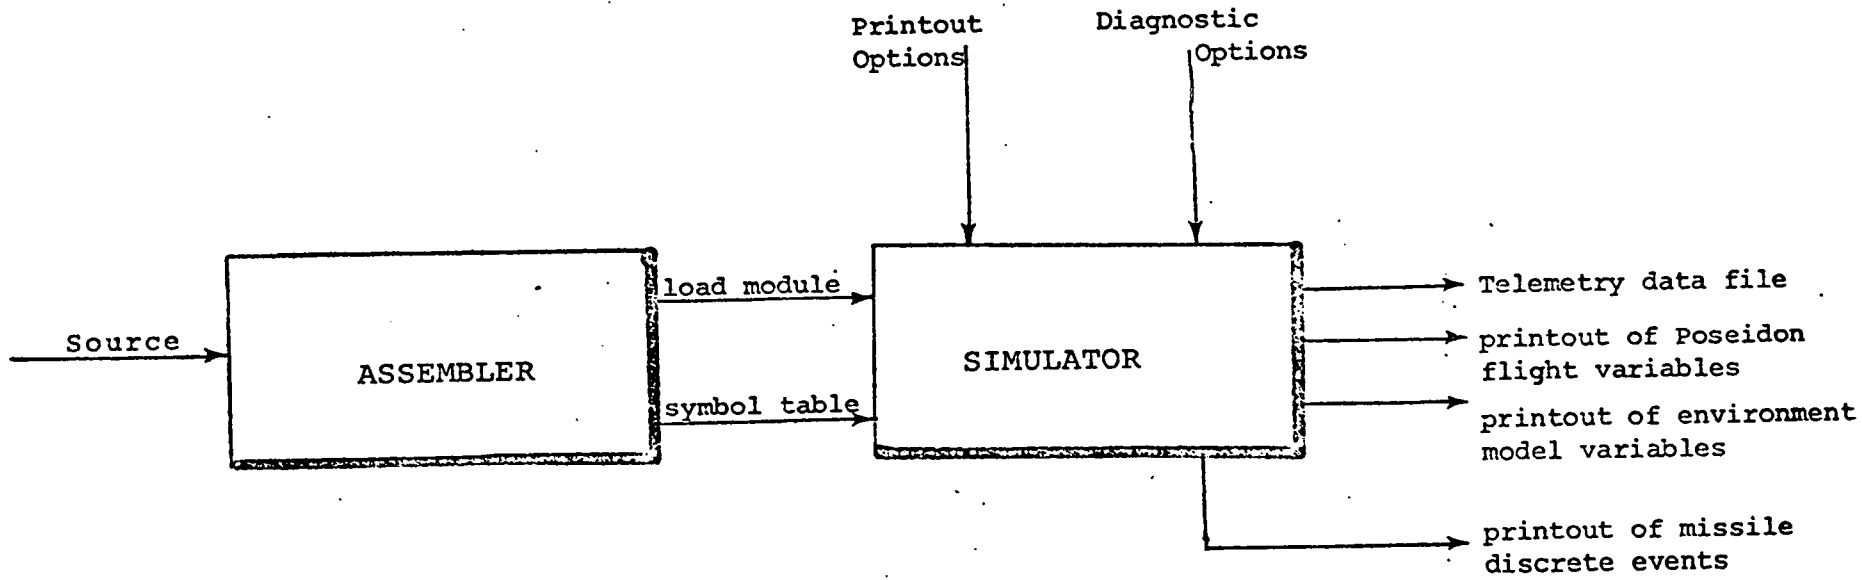 Printout
Options
Diagnostic
Options
Source
ASSEMBLER
load module
symbol table
SIMULATOR
Telemetry data file
printout of Poseidon
flight variables
printout of environment
model variables
printout of missile
discrete events